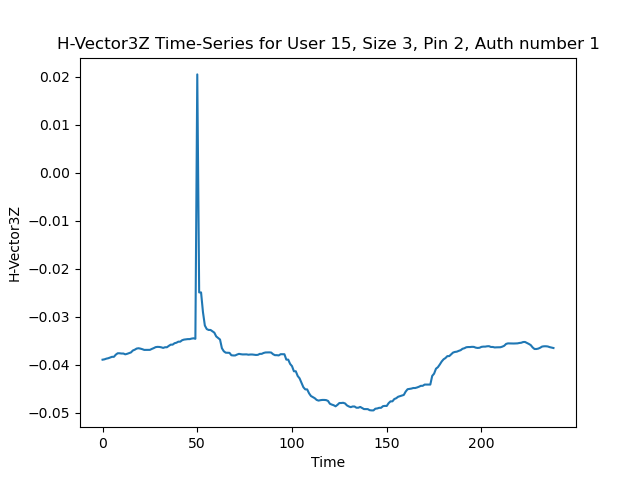 H-Vector3Z Time-Series for User 15, Size 3, Pin 2, Auth number 1
0.02
0.01
0.00
−0.01
−0.02
−0.03
−0.04
−0.05
H-Vector3Z
0 50 100 150 200
Time